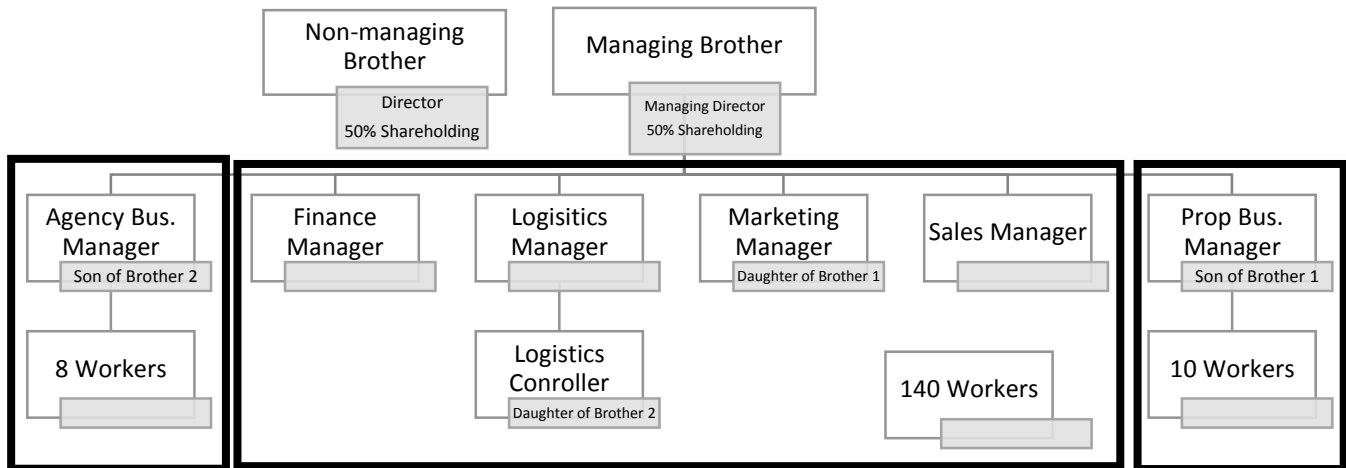 Non-managing
Brother
Director
50% Shareholding
Managing Brother
Managing Director
50% Shareholding
Agency Bus.
Manager
Son of Brother 2
Finance
Manager
Logisitics
Manager
Marketing
Manager
Daughter of Brother 1
Sales Manager
Prop Bus.
Manager
Son of Brother 1
8 Workers
Logistics
Conroller
Daughter of Brother 2
140 Workers
10 Workers